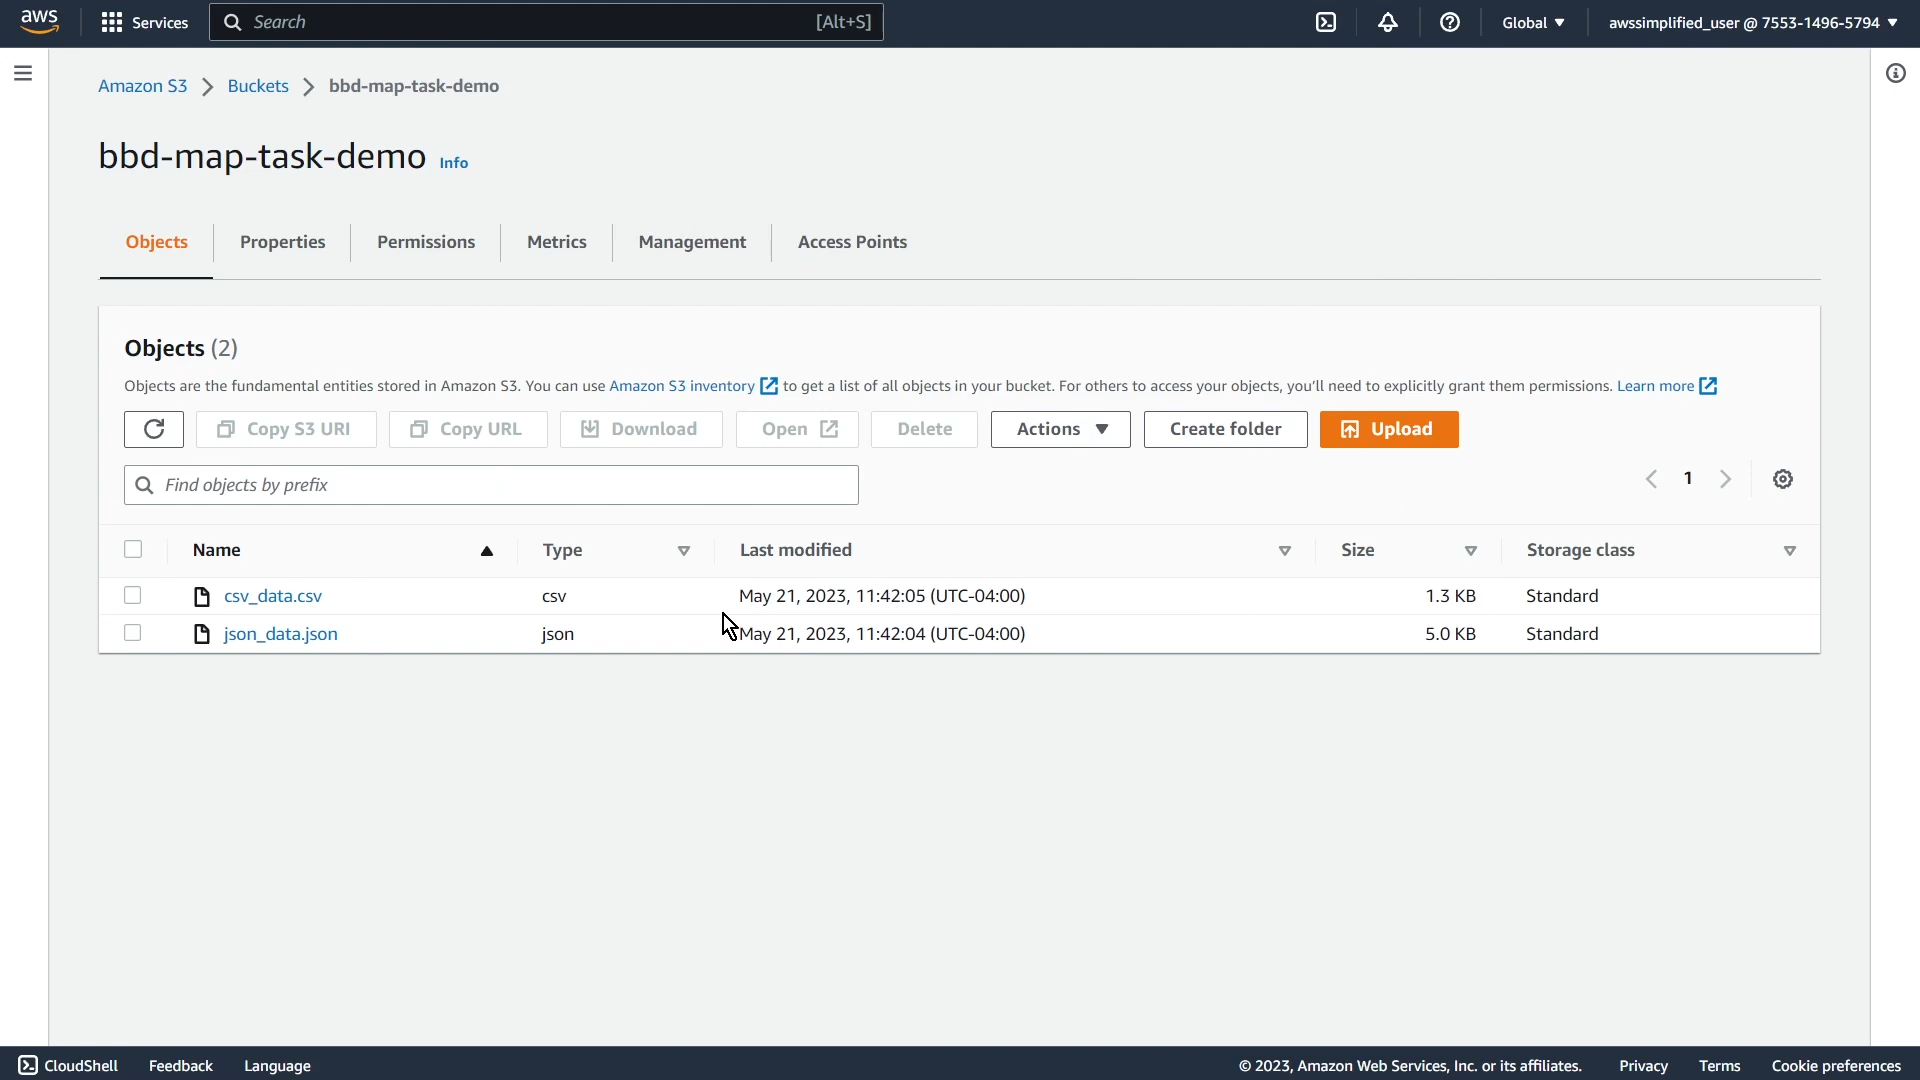 aws Services Search [Alt+S] Global awssimplified_user @ 7553-1496-5794
Amazon S3 Buckets bbd-map-task-demo
bbd-map-task-demo Info
Objects Properties Permissions Metrics Management Access Points
Objects (2)
Objects are the fundamental entities stored in Amazon S3. You can use Amazon S3 inventory to get a list of all objects in your bucket. For others to access your objects, you'll need to explicitly grant them permissions. Learn more
Copy S3 URI Copy URL Download Open Delete Actions Create folder Upload
Find objects by prefix 1
Name Type Last modified Size Storage class
csv_data.csv csv May 21, 2023, 11:42:05 (UTC-04:00) 1.3 KB Standard
json_data.json json May 21, 2023, 11:42:04 (UTC-04:00) 5.0 KB Standard
CloudShell Feedback Language © 2023, Amazon Web Services, Inc. or its affiliates. Privacy Terms Cookie preferences